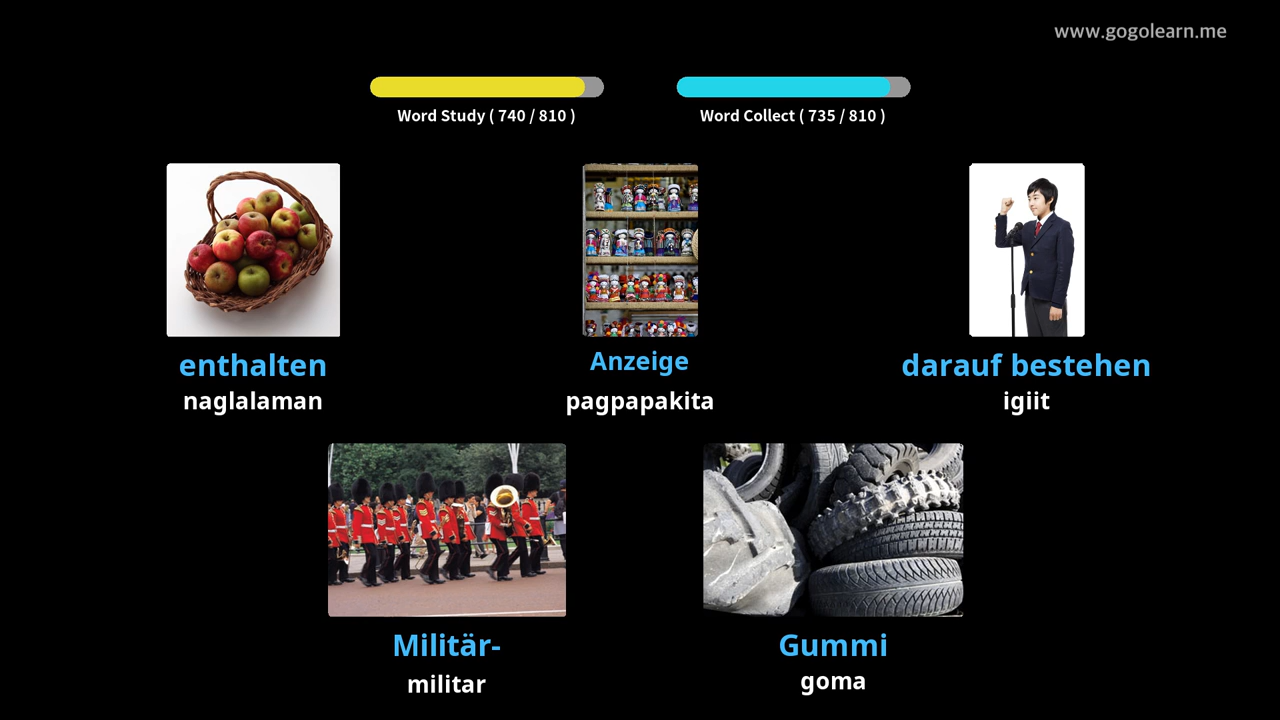 www.gogolearn.me
Word Study ( 740 / 810 )
Word Collect ( 735 / 810 )
enthalten
naglalaman
Anzeige
pagpapakita
darauf bestehen
igiit
Militär-
militar
Gummi
goma